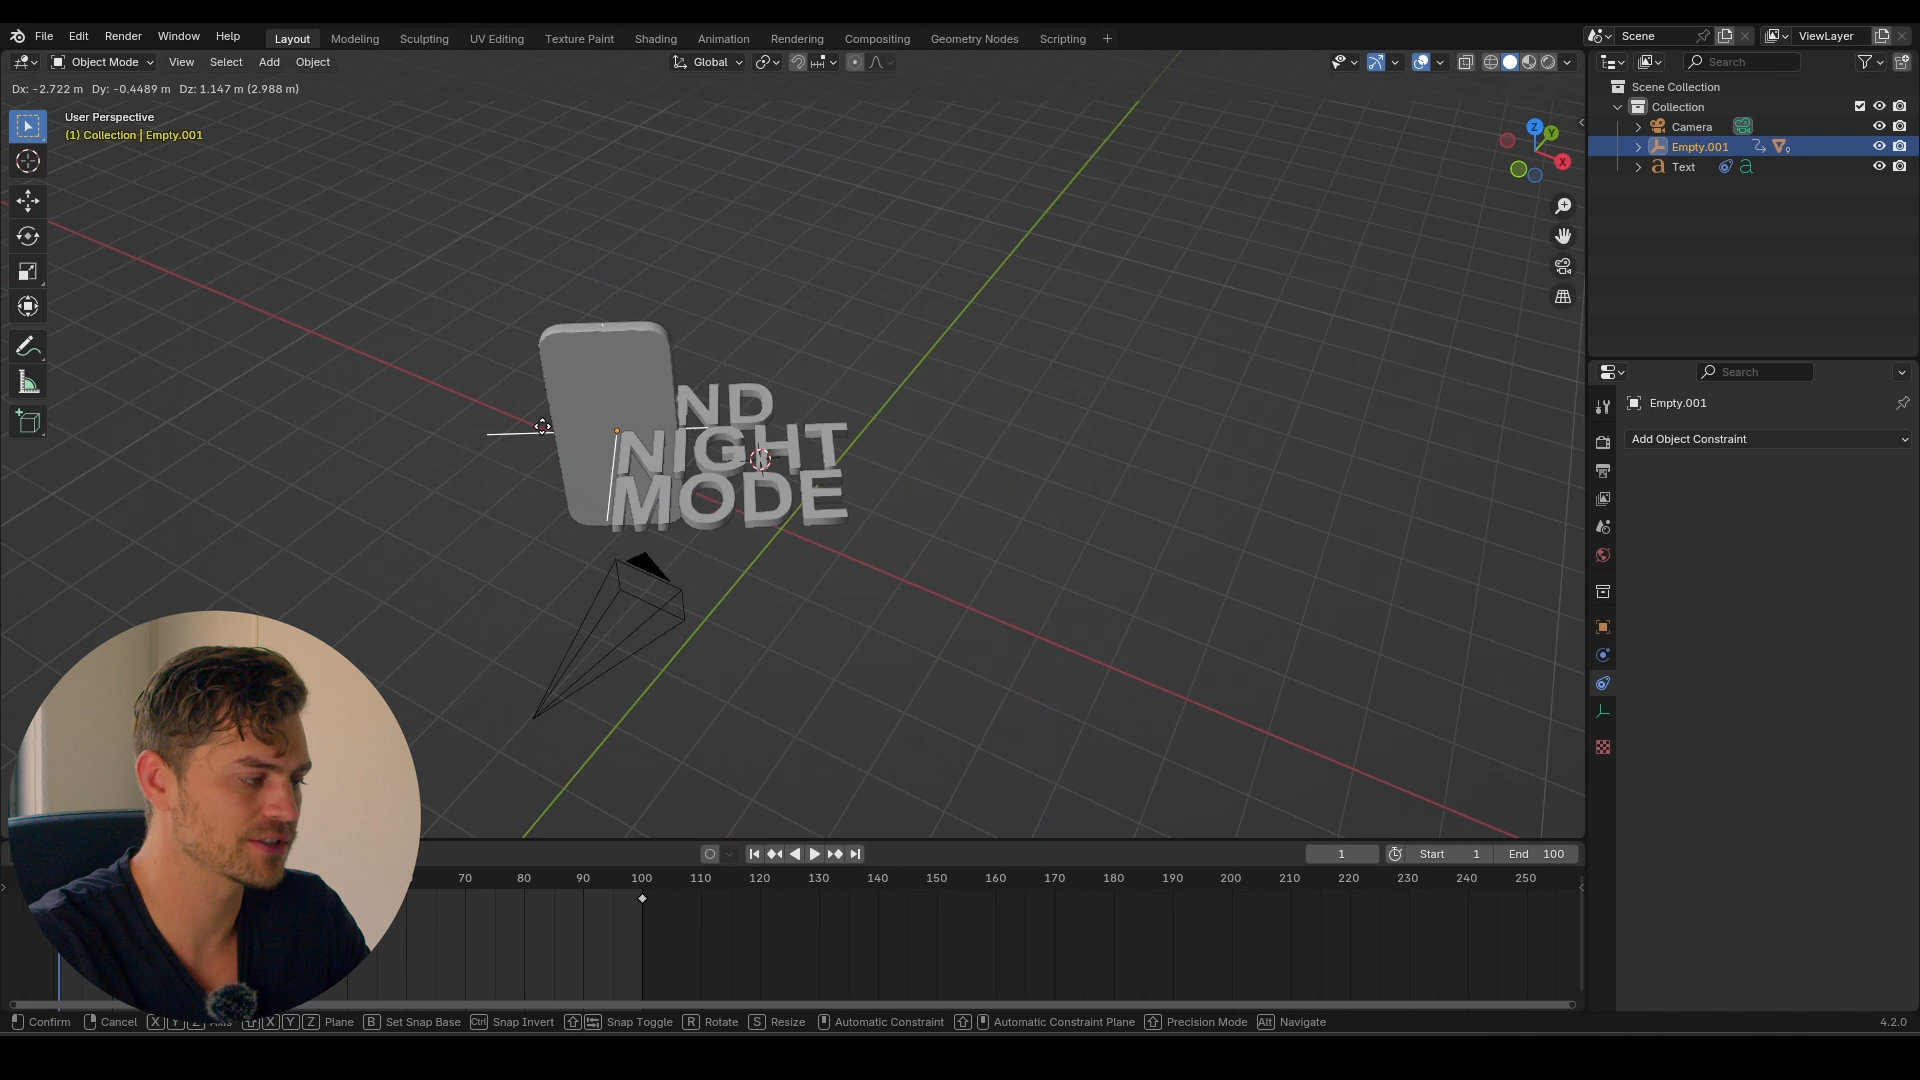 File Edit Render Window Help Layout Modeling Sculpting UV Editing Texture Paint Shading Animation Rendering Compositing Geometry Nodes Scripting + Scene ViewLayer
Object Mode View Select Add Object Global Search
Dx: -2.722 m Dy: -0.4489 m Dz: 1.147 m (2.988 m)
User Perspective
(1) Collection | Empty.001
Scene Collection
Collection
Camera
Empty.001
Text
Z
Y
X
ND
NIGHT
MODE
Search
Empty.001
Add Object Constraint
1 Start 1 End 100
70 80 90 100 110 120 130 140 150 160 170 180 190 200 210 220 230 240 250
Confirm Cancel X Y Z Axis X Y Z Plane B Set Snap Base Ctrl Snap Invert Snap Toggle R Rotate S Resize Automatic Constraint Automatic Constraint Plane Precision Mode Alt Navigate 4.2.0